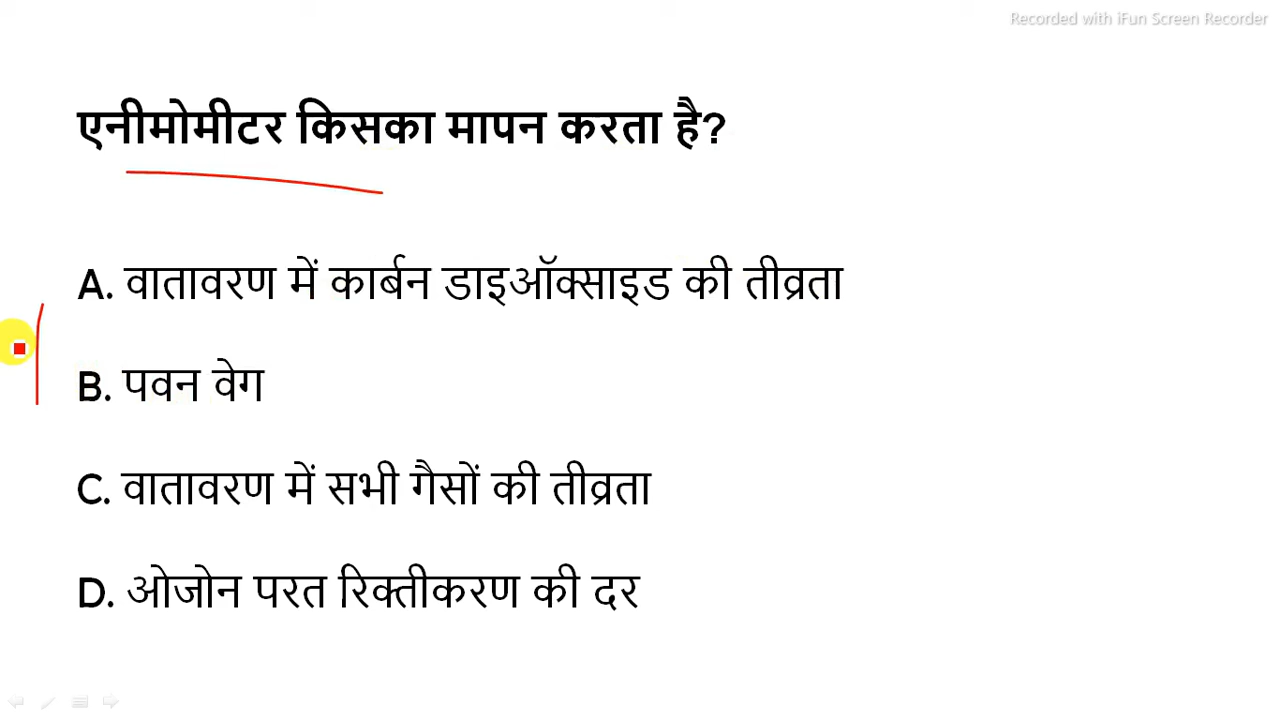 Recorded with iFun Screen Recorder
एनीमोमीटर किसका मापन करता है?
A. वातावरण में कार्बन डाइऑक्साइड की तीव्रता
B. पवन वेग
C. वातावरण में सभी गैसों की तीव्रता
D. ओजोन परत रिक्तीकरण की दर